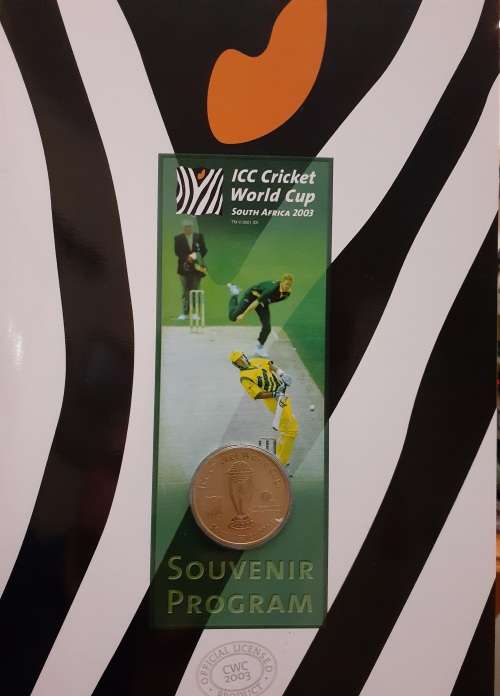 ICC Cricket
World Cup
SOUTH AFRICA 2003
SOUVENIR
PROGRAM
OFFICIAL LICENSED
CWC
2003
PRODUCT